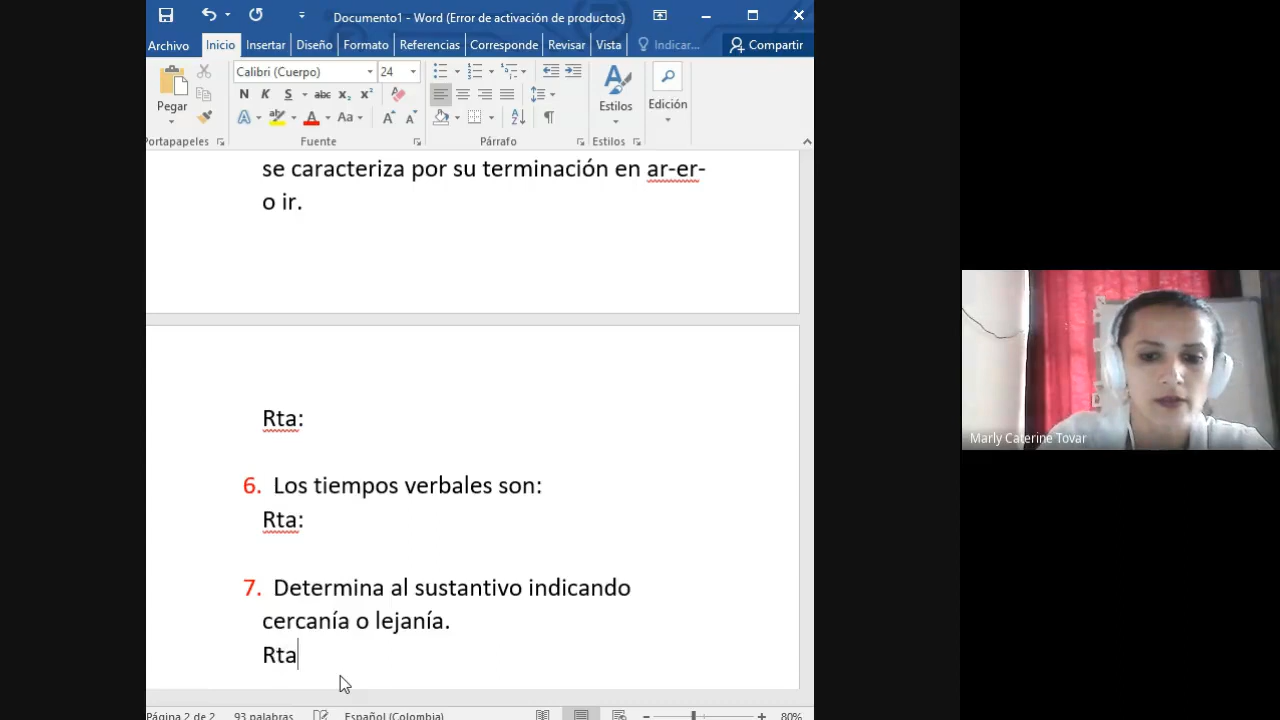 Documento1 - Word (Error de activación de productos)
Archivo Inicio Insertar Diseño Formato Referencias Corresponde Revisar Vista Indicar... Compartir
Pegar
Calibri (Cuerpo) 24
N K S abc x₂ x²
A aby A Aa A A
Estilos
Edición
Portapapeles Fuente Párrafo Estilos
se caracteriza por su terminación en ar-er-
o ir.
Rta:
6. Los tiempos verbales son:
Rta:
7. Determina al sustantivo indicando
cercanía o lejanía.
Rta
Página 2 de 2 93 palabras Español (Colombia) 80%
Marly Caterine Tovar